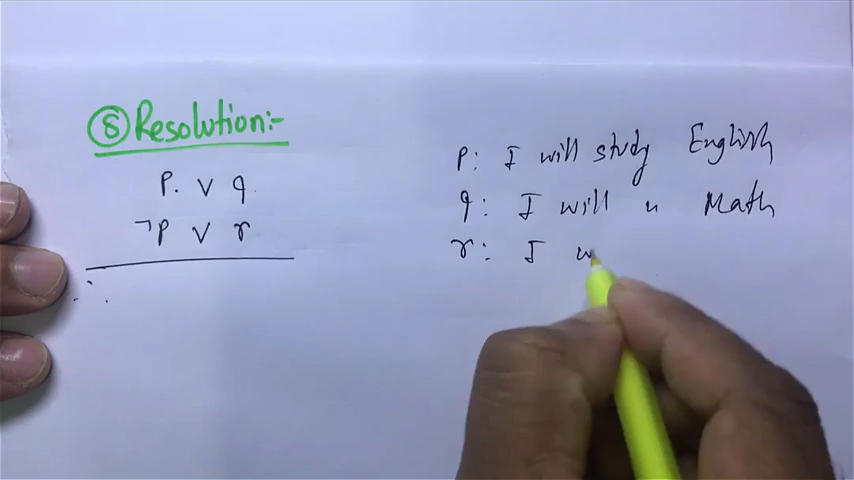 ⑧ Resolution:-
p. ∨ q.
¬p ∨ r
∴
p: I will study English
q: I will " Math
r: I w